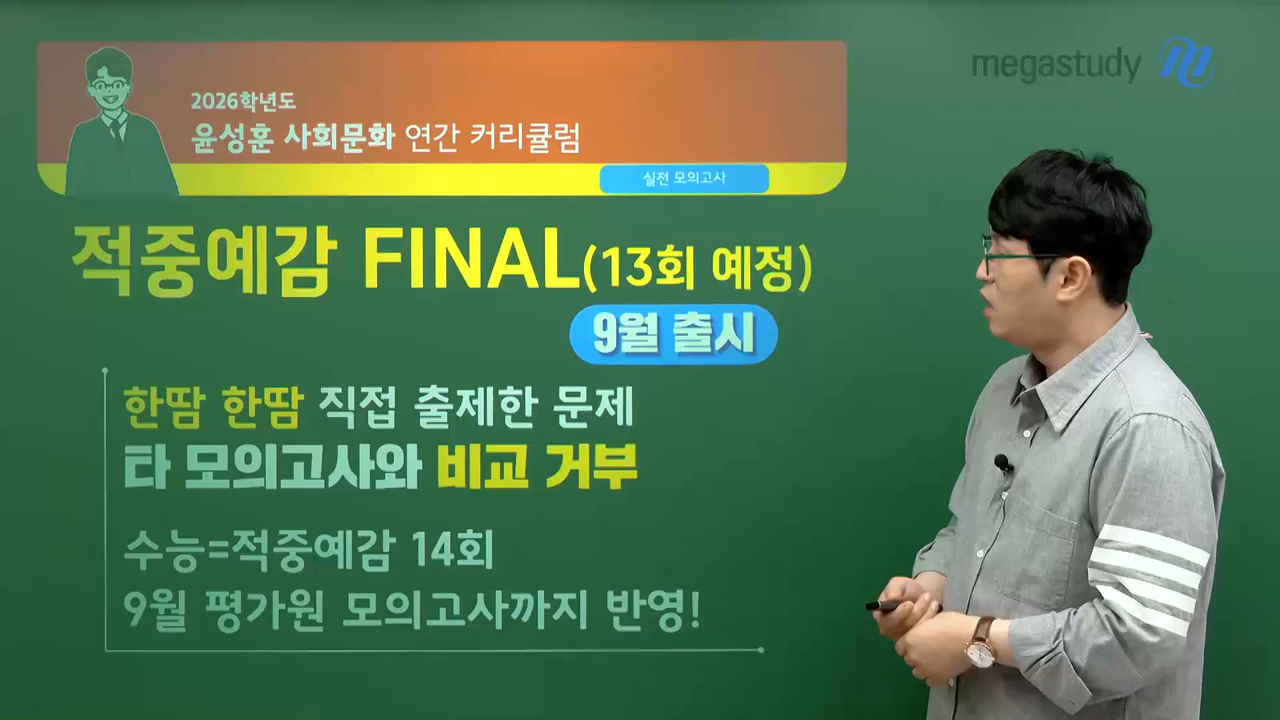 megastudy
2026학년도
윤성훈 사회문화 연간 커리큘럼
실전 모의고사
적중예감 FINAL(13회 예정)
9월 출시
한땀 한땀 직접 출제한 문제
타 모의고사와 비교 거부
수능=적중예감 14회
9월 평가원 모의고사까지 반영!